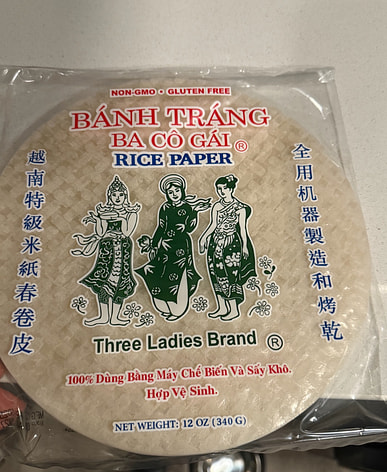 NON-GMO • GLUTEN FREE
BÁNH TRÁNG
BA CÔ GÁI ®
RICE PAPER
越南特級米紙春卷皮
全用机器製造和烤乾
Three Ladies Brand ®
100% Dùng Bằng Máy Chế Biến Và Sấy Khô.
Hợp Vệ Sinh.
NET WEIGHT: 12 OZ (340 G)